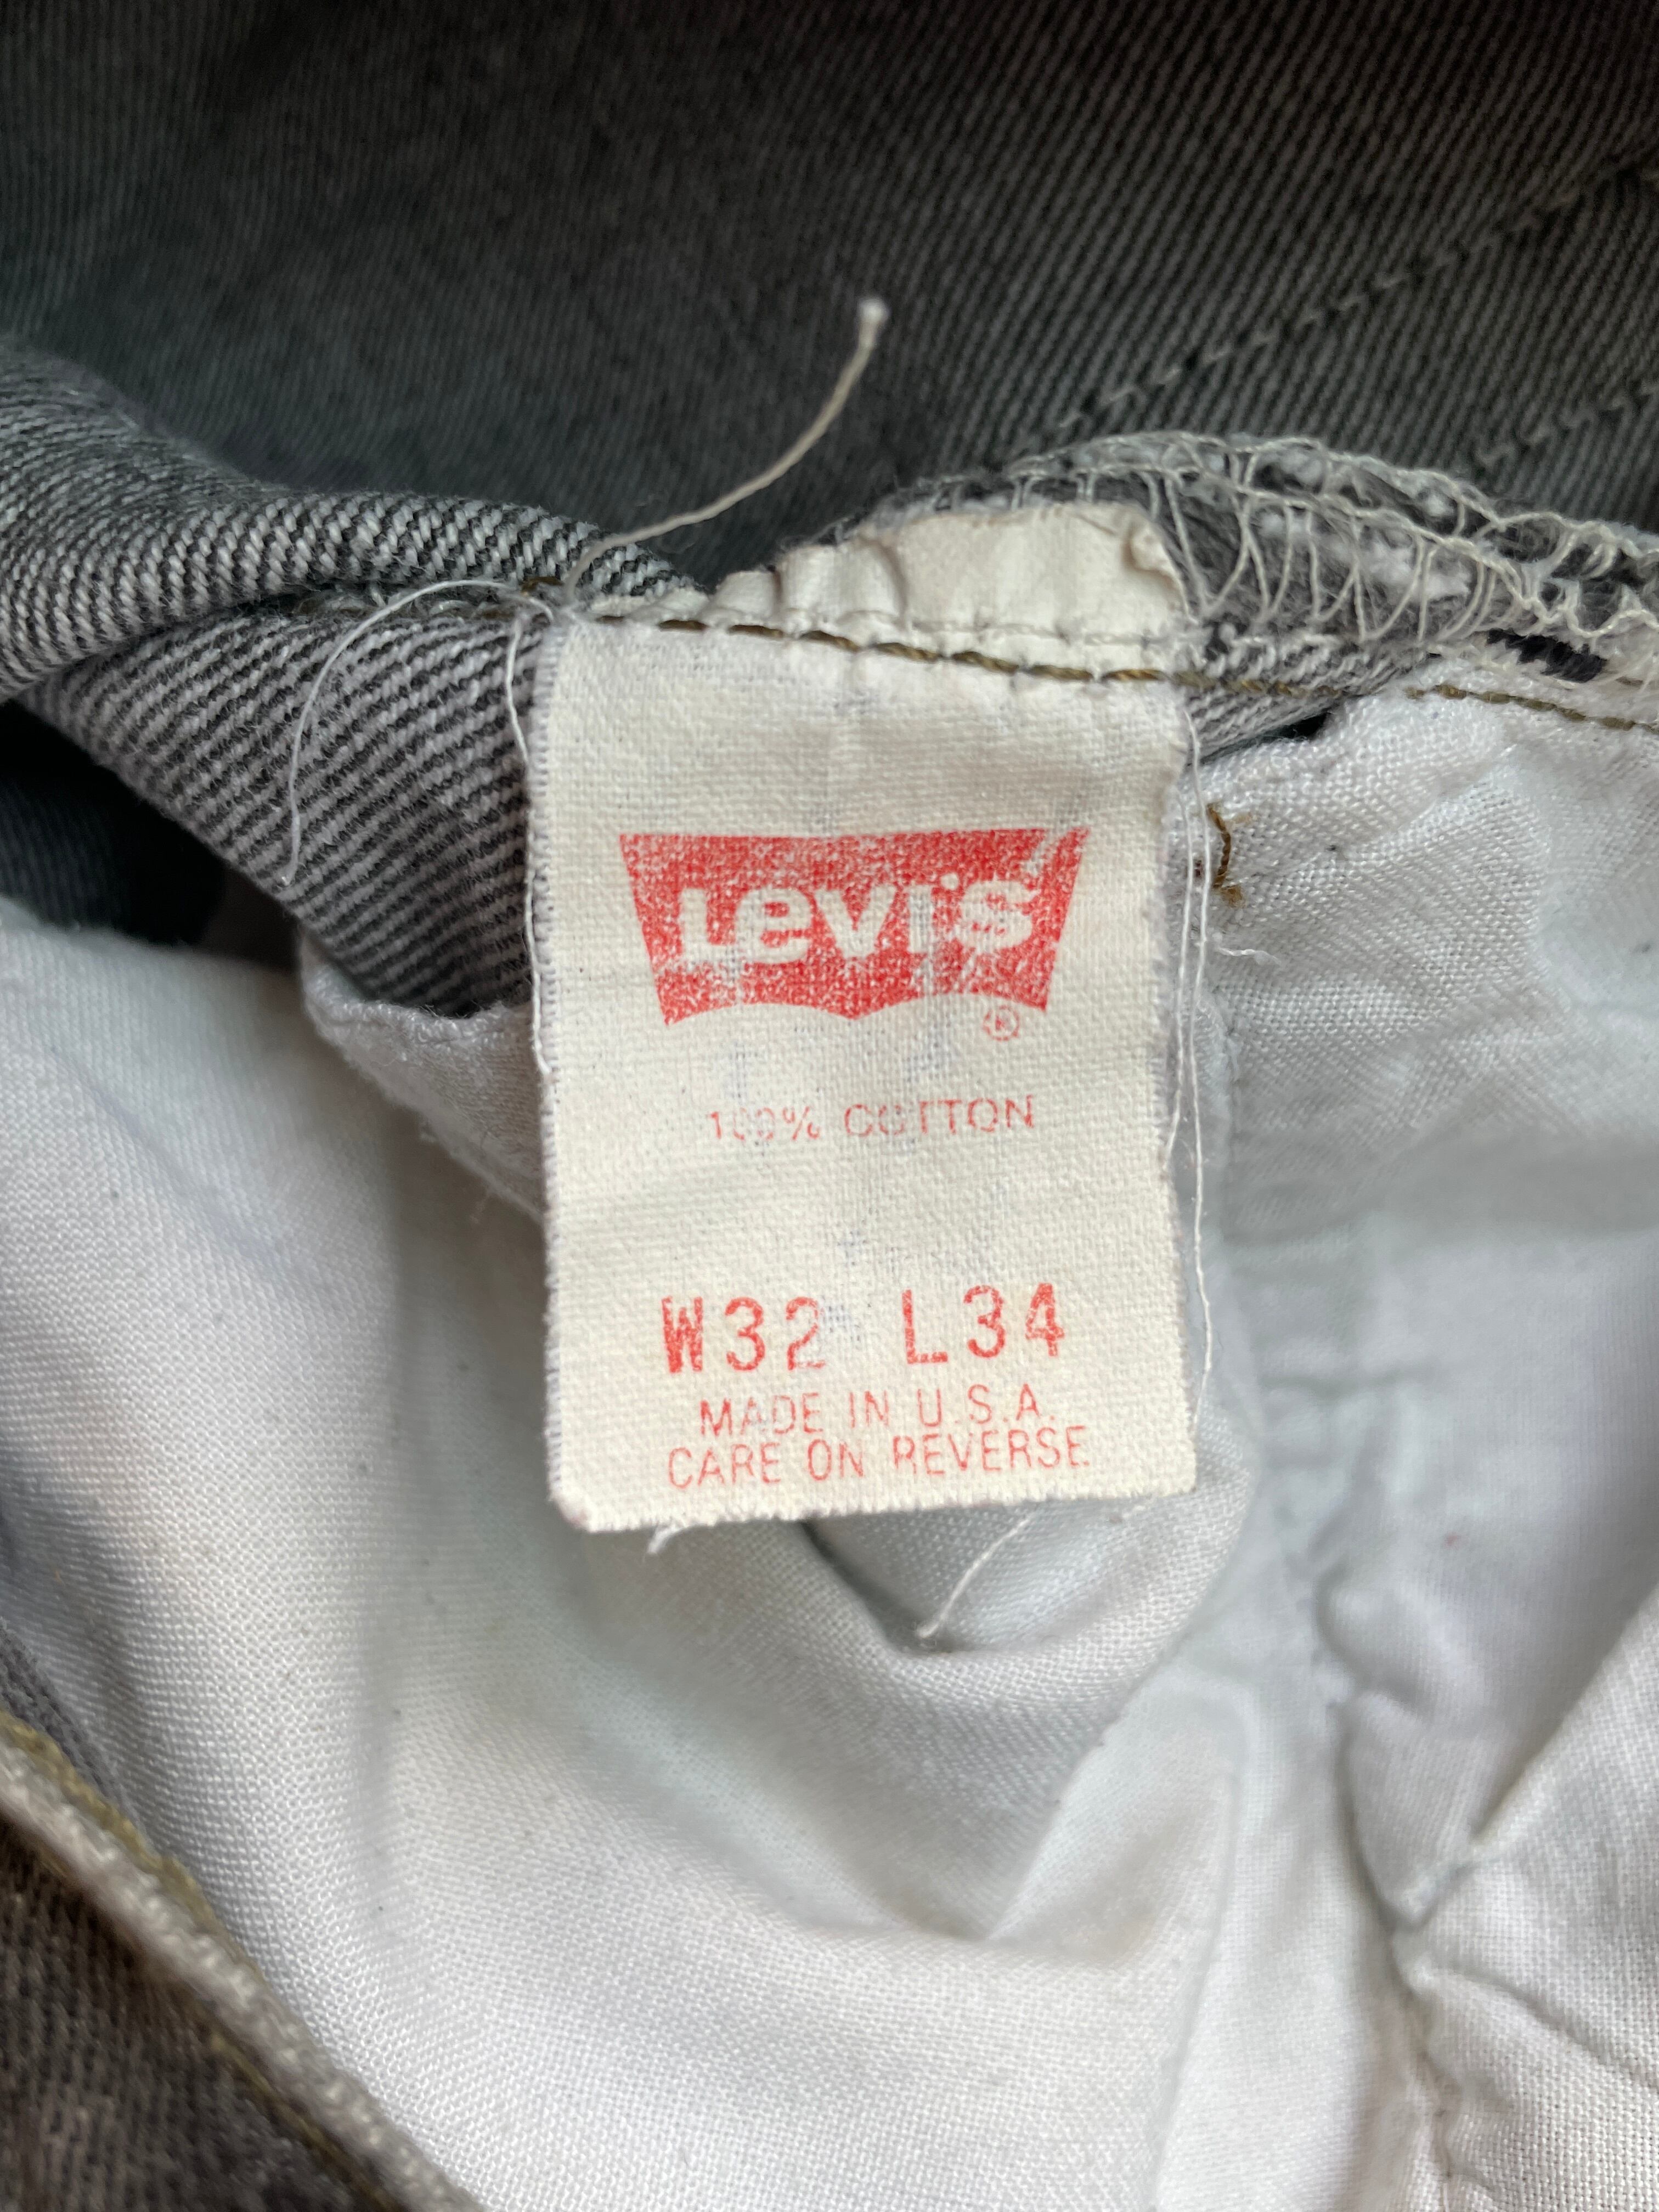 Levi's
®
100% COTTON
W32 L34
MADE IN U.S.A.
CARE ON REVERSE